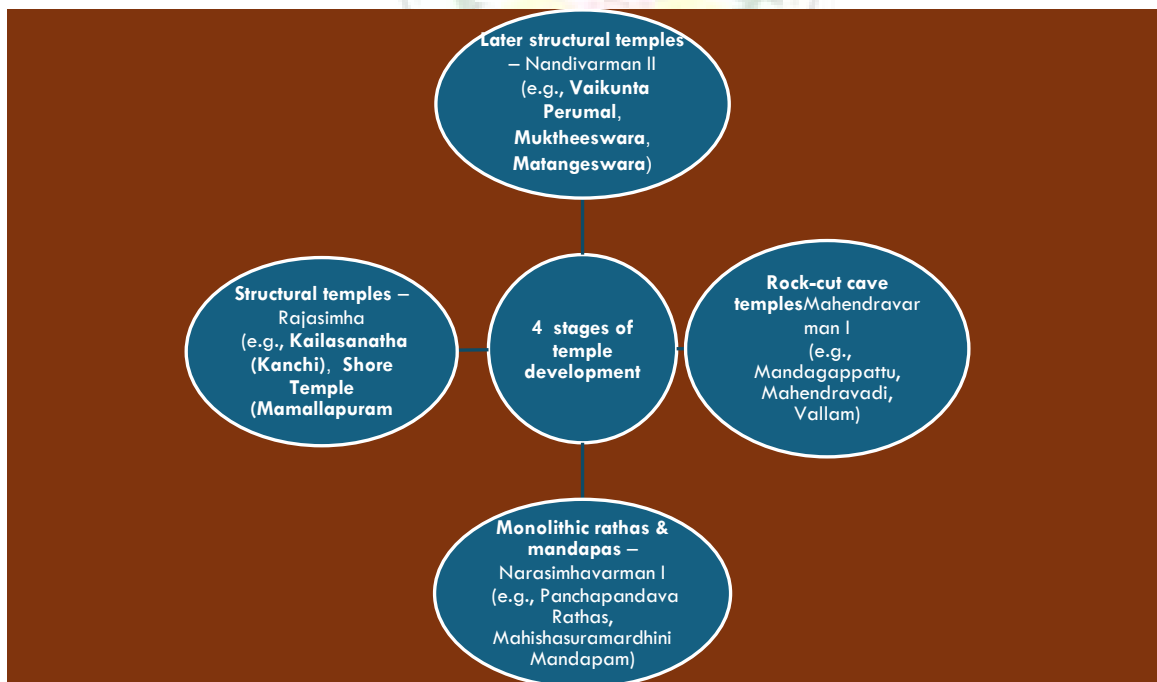 Later structural temples
– Nandivarman II
(e.g., Vaikunta
Perumal,
Muktheeswara,
Matangeswara)
Structural temples –
Rajasimha
(e.g., Kailasanatha
(Kanchi), Shore
Temple
(Mamallapuram
4 stages of
temple
development
Rock-cut cave
templesMahendravar
man I
(e.g.,
Mandagappattu,
Mahendravadi,
Vallam)
Monolithic rathas &
mandapas –
Narasimhavarman I
(e.g., Panchapandava
Rathas,
Mahishasuramardhini
Mandapam)